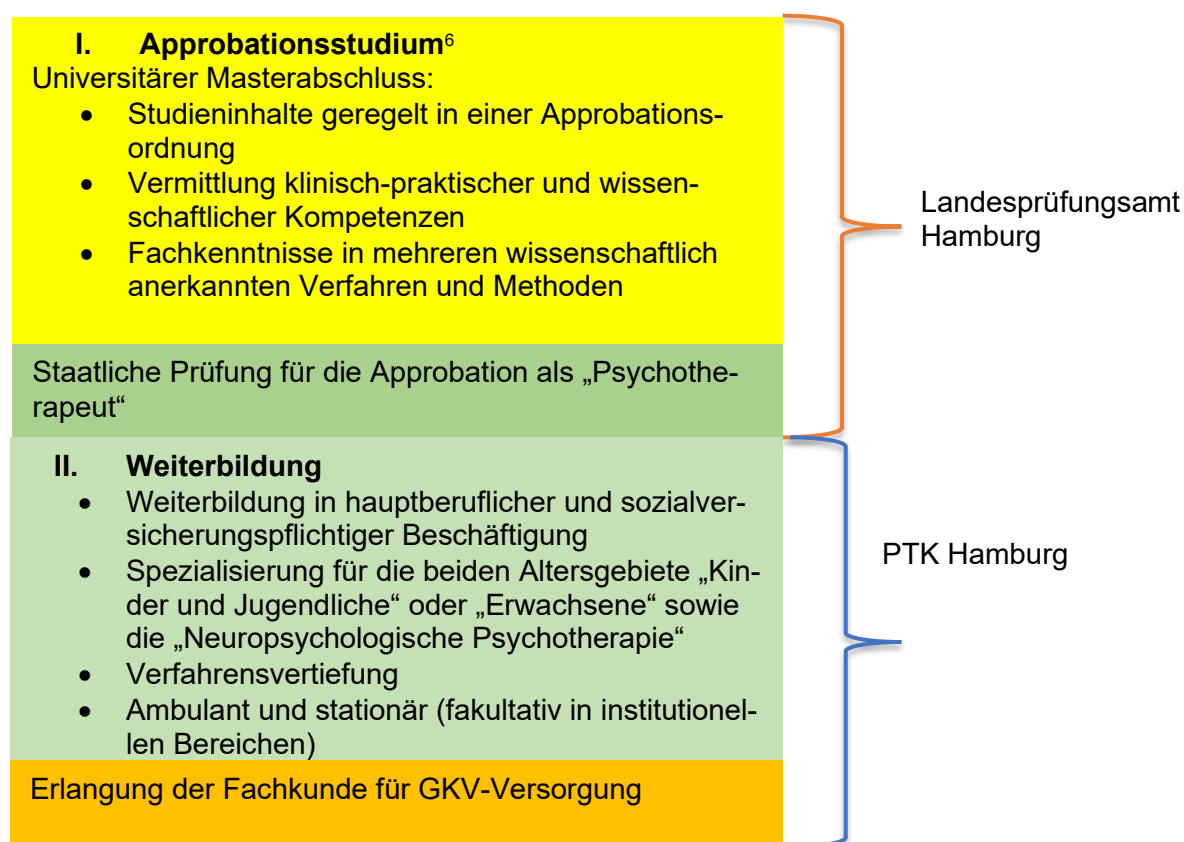 I. Approbationsstudium⁶
Universitärer Masterabschluss:
• Studieninhalte geregelt in einer Approbations-
ordnung
• Vermittlung klinisch-praktischer und wissen-
schaftlicher Kompetenzen
• Fachkenntnisse in mehreren wissenschaftlich
anerkannten Verfahren und Methoden
Landesprüfungsamt
Hamburg
Staatliche Prüfung für die Approbation als „Psychothe-
rapeut“
II. Weiterbildung
• Weiterbildung in hauptberuflicher und sozialver-
sicherungspflichtiger Beschäftigung
• Spezialisierung für die beiden Altersgebiete „Kin-
der und Jugendliche“ oder „Erwachsene“ sowie
die „Neuropsychologische Psychotherapie“
• Verfahrensvertiefung
• Ambulant und stationär (fakultativ in institutionel-
len Bereichen)
PTK Hamburg
Erlangung der Fachkunde für GKV-Versorgung